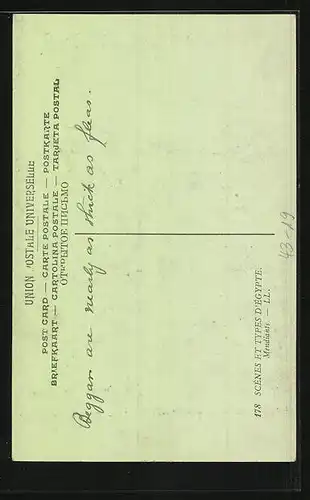 UNION POSTALE UNIVERSELLE
POST CARD — CARTE POSTALE — POSTKARTE
BRIEFKAART — CARTOLINA POSTALE — TARJETA POSTAL
ОТКРЫТОЕ ПИСЬМО
Beggar are nearly as thick as fleas.
178 SCÈNES ET TYPES D'ÉGYPTE.
Mendiants. — LL.
43-19